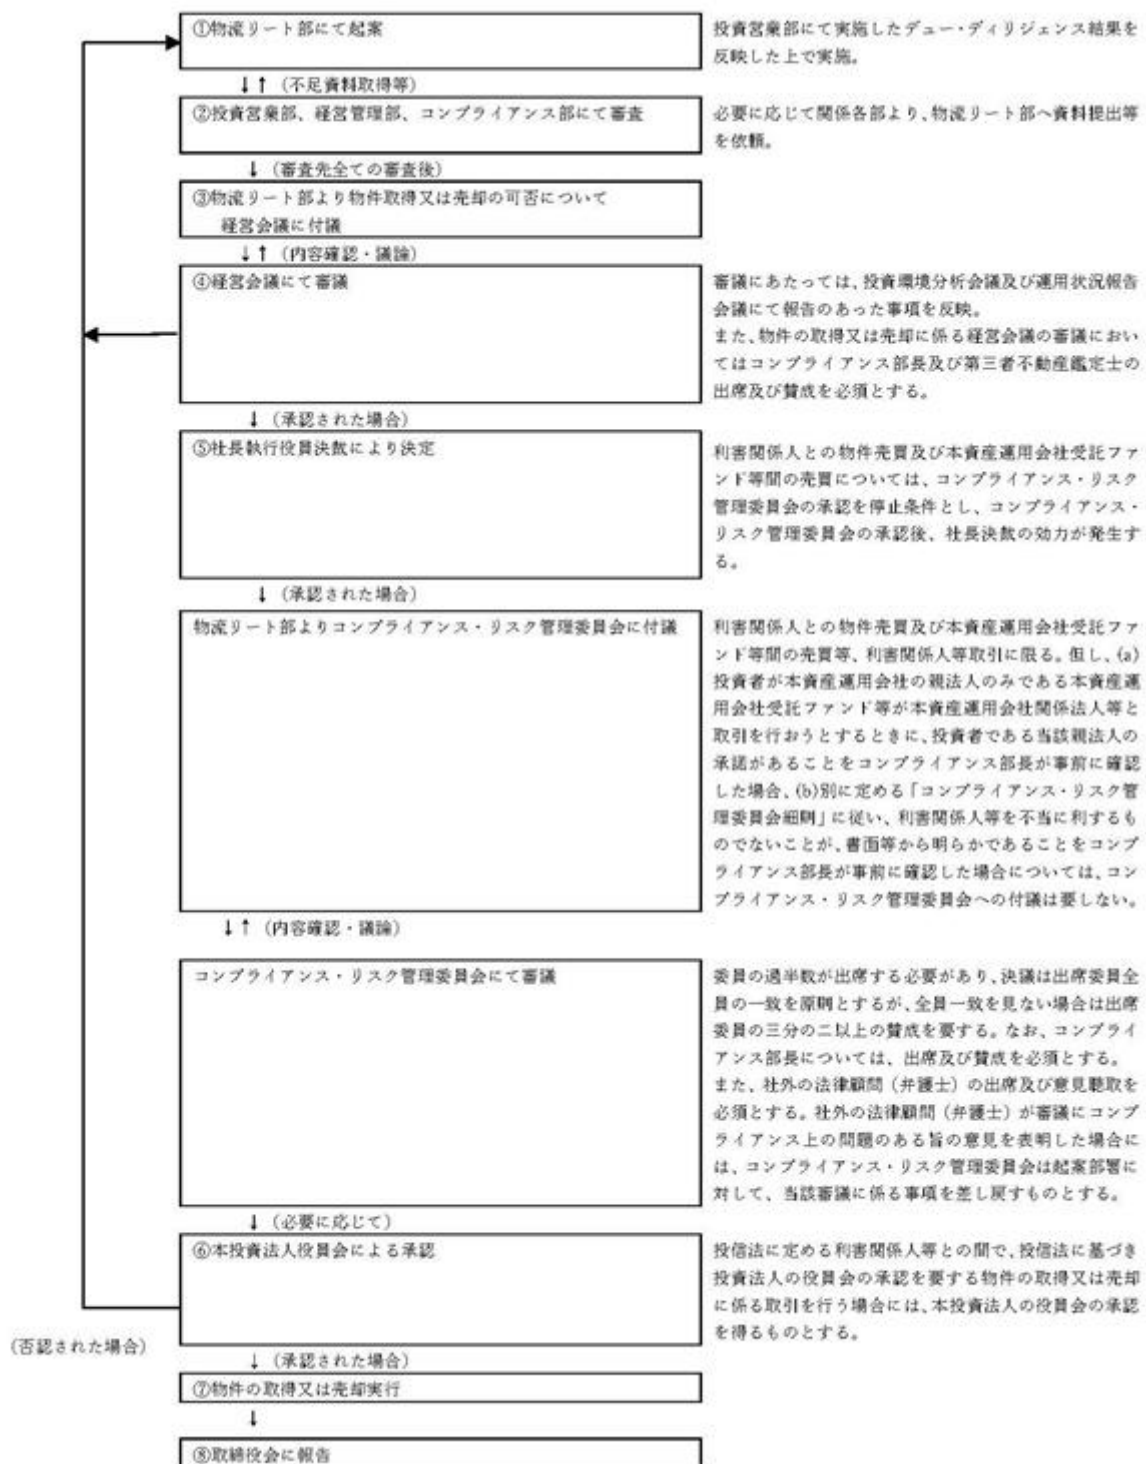 ①物流リート部にて起案
投資営業部にて実施したデュー・ディリジェンス結果を
反映した上で実施。
↓↑（不足資料取得等）
②投資営業部、経営管理部、コンプライアンス部にて審査
必要に応じて関係各部より、物流リート部へ資料提出等
を依頼。
↓（審査先全ての審査後）
③物流リート部より物件取得又は売却の可否について
経営会議に付議
↓↑（内容確認・議論）
④経営会議にて審議
審議にあたっては、投資環境分析会議及び運用状況報告
会議にて報告のあった事項を反映。
また、物件の取得又は売却に係る経営会議の審議におい
てはコンプライアンス部長及び第三者不動産鑑定士の
出席及び賛成を必須とする。
↓（承認された場合）
⑤社長執行役員決裁により決定
利害関係人との物件売買及び本資産運用会社受託ファ
ンド等間の売買については、コンプライアンス・リスク
管理委員会の承認を停止条件とし、コンプライアンス・
リスク管理委員会の承認後、社長決裁の効力が発生す
る。
↓（承認された場合）
物流リート部よりコンプライアンス・リスク管理委員会に付議
利害関係人との物件売買及び本資産運用会社受託ファ
ンド等間の売買等、利害関係人等取引に限る。但し、(a)
投資者が本資産運用会社の親法人のみである本資産運
用会社受託ファンド等が本資産運用会社関係法人等と
取引を行おうとするときに、投資者である当該親法人の
承諾があることをコンプライアンス部長が事前に確認
した場合、(b)別に定める「コンプライアンス・リスク管
理委員会細則」に従い、利害関係人等を不当に利するも
のでないことが、書面等から明らかであることをコンプ
ライアンス部長が事前に確認した場合については、コン
プライアンス・リスク管理委員会への付議は要しない。
↓↑（内容確認・議論）
コンプライアンス・リスク管理委員会にて審議
委員の過半数が出席する必要があり、決議は出席委員全
員の一致を原則とするが、全員一致を見ない場合は出席
委員の三分の二以上の賛成を要する。なお、コンプライ
アンス部長については、出席及び賛成を必須とする。
また、社外の法律顧問（弁護士）の出席及び意見聴取を
必須とする。社外の法律顧問（弁護士）が審議にコンプ
ライアンス上の問題のある旨の意見を表明した場合に
は、コンプライアンス・リスク管理委員会は起案部署に
対して、当該審議に係る事項を差し戻すものとする。
↓（必要に応じて）
⑥本投資法人役員会による承認
投信法に定める利害関係人等との間で、投信法に基づき
投資法人の役員会の承認を要する物件の取得又は売却
に係る取引を行う場合には、本投資法人の役員会の承認
を得るものとする。
（否認された場合）
↓（承認された場合）
⑦物件の取得又は売却実行
↓
⑧取締役会に報告